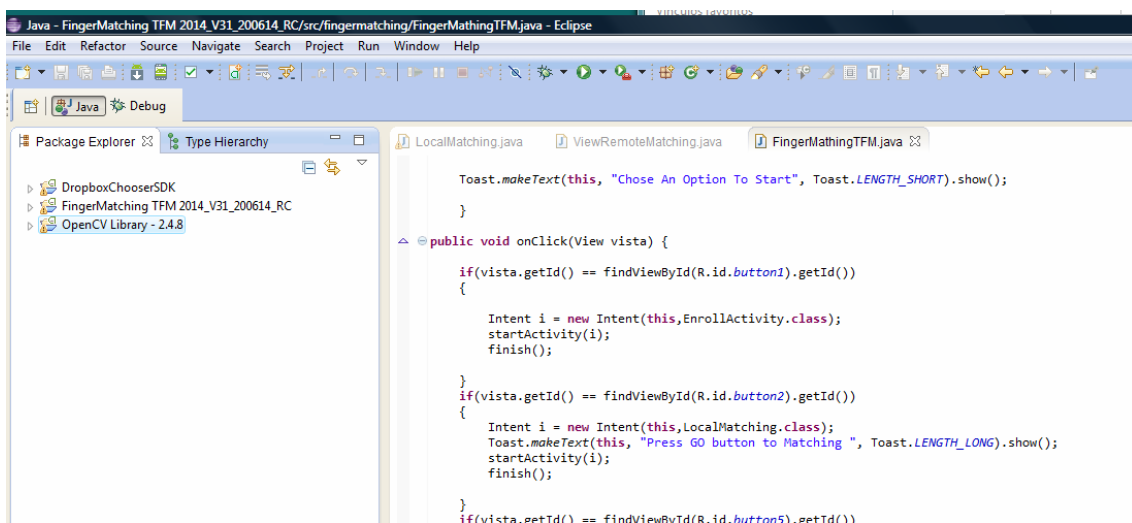 Vínculos favoritos
Java - FingerMatching TFM 2014_V31_200614_RC/src/fingermatching/FingerMathingTFM.java - Eclipse
File Edit Refactor Source Navigate Search Project Run Window Help
Java Debug
Package Explorer Type Hierarchy
LocalMatching.java ViewRemoteMatching.java FingerMathingTFM.java
DropboxChooserSDK
FingerMatching TFM 2014_V31_200614_RC
OpenCV Library - 2.4.8
Toast.makeText(this, "Chose An Option To Start", Toast.LENGTH_SHORT).show();
}
public void onClick(View vista) {
if(vista.getId() == findViewById(R.id.button1).getId())
{
Intent i = new Intent(this,EnrollActivity.class);
startActivity(i);
finish();
}
if(vista.getId() == findViewById(R.id.button2).getId())
{
Intent i = new Intent(this,LocalMatching.class);
Toast.makeText(this, "Press GO button to Matching ", Toast.LENGTH_LONG).show();
startActivity(i);
finish();
}
if(vista.getId() == findViewById(R.id.button5).getId())